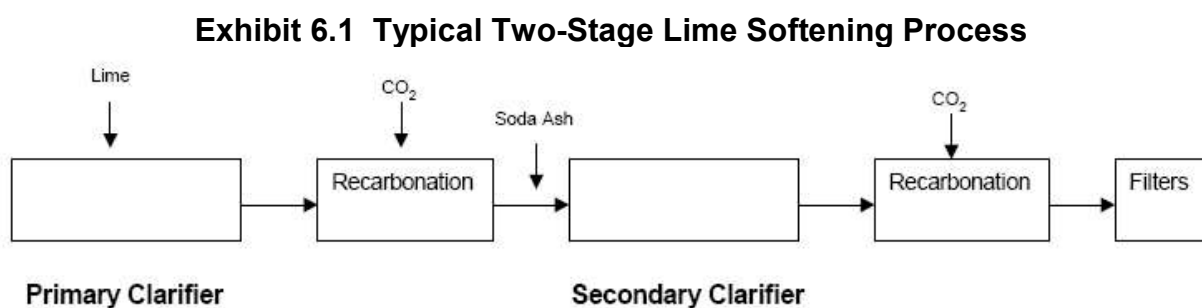 Exhibit 6.1 Typical Two-Stage Lime Softening Process
Lime
CO₂
Soda Ash
CO₂
Recarbonation
Recarbonation
Filters
Primary Clarifier
Secondary Clarifier